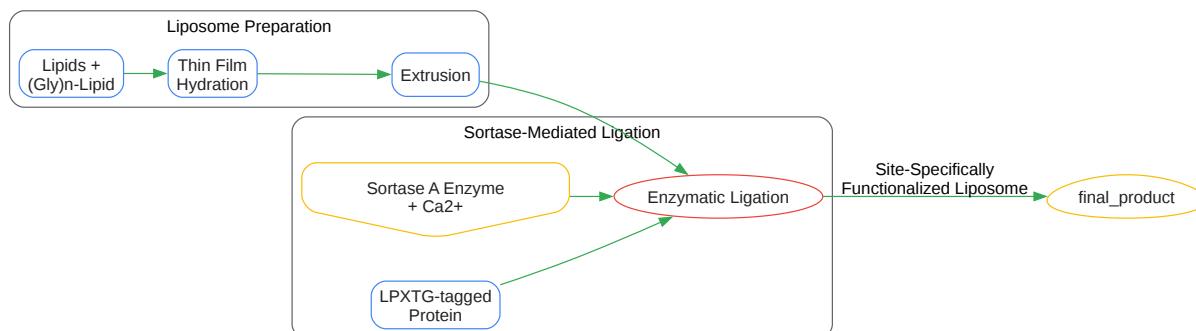 Liposome Preparation
Lipids +
(Gly)n-Lipid
Thin Film
Hydration
Extrusion
Sortase-Mediated Ligation
Sortase A Enzyme
+ Ca2+
Enzymatic Ligation
LPXTG-tagged
Protein
Site-Specifically
Functionalized Liposome
final_product